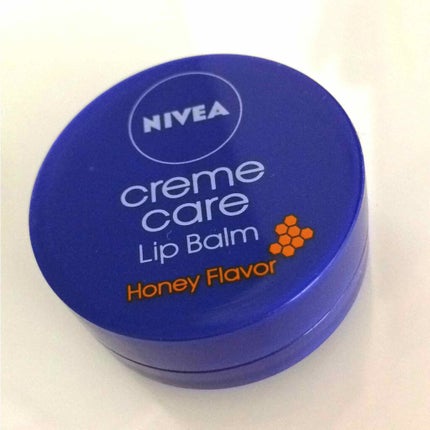 NIVEA
creme
care
Lip Balm
Honey Flavor